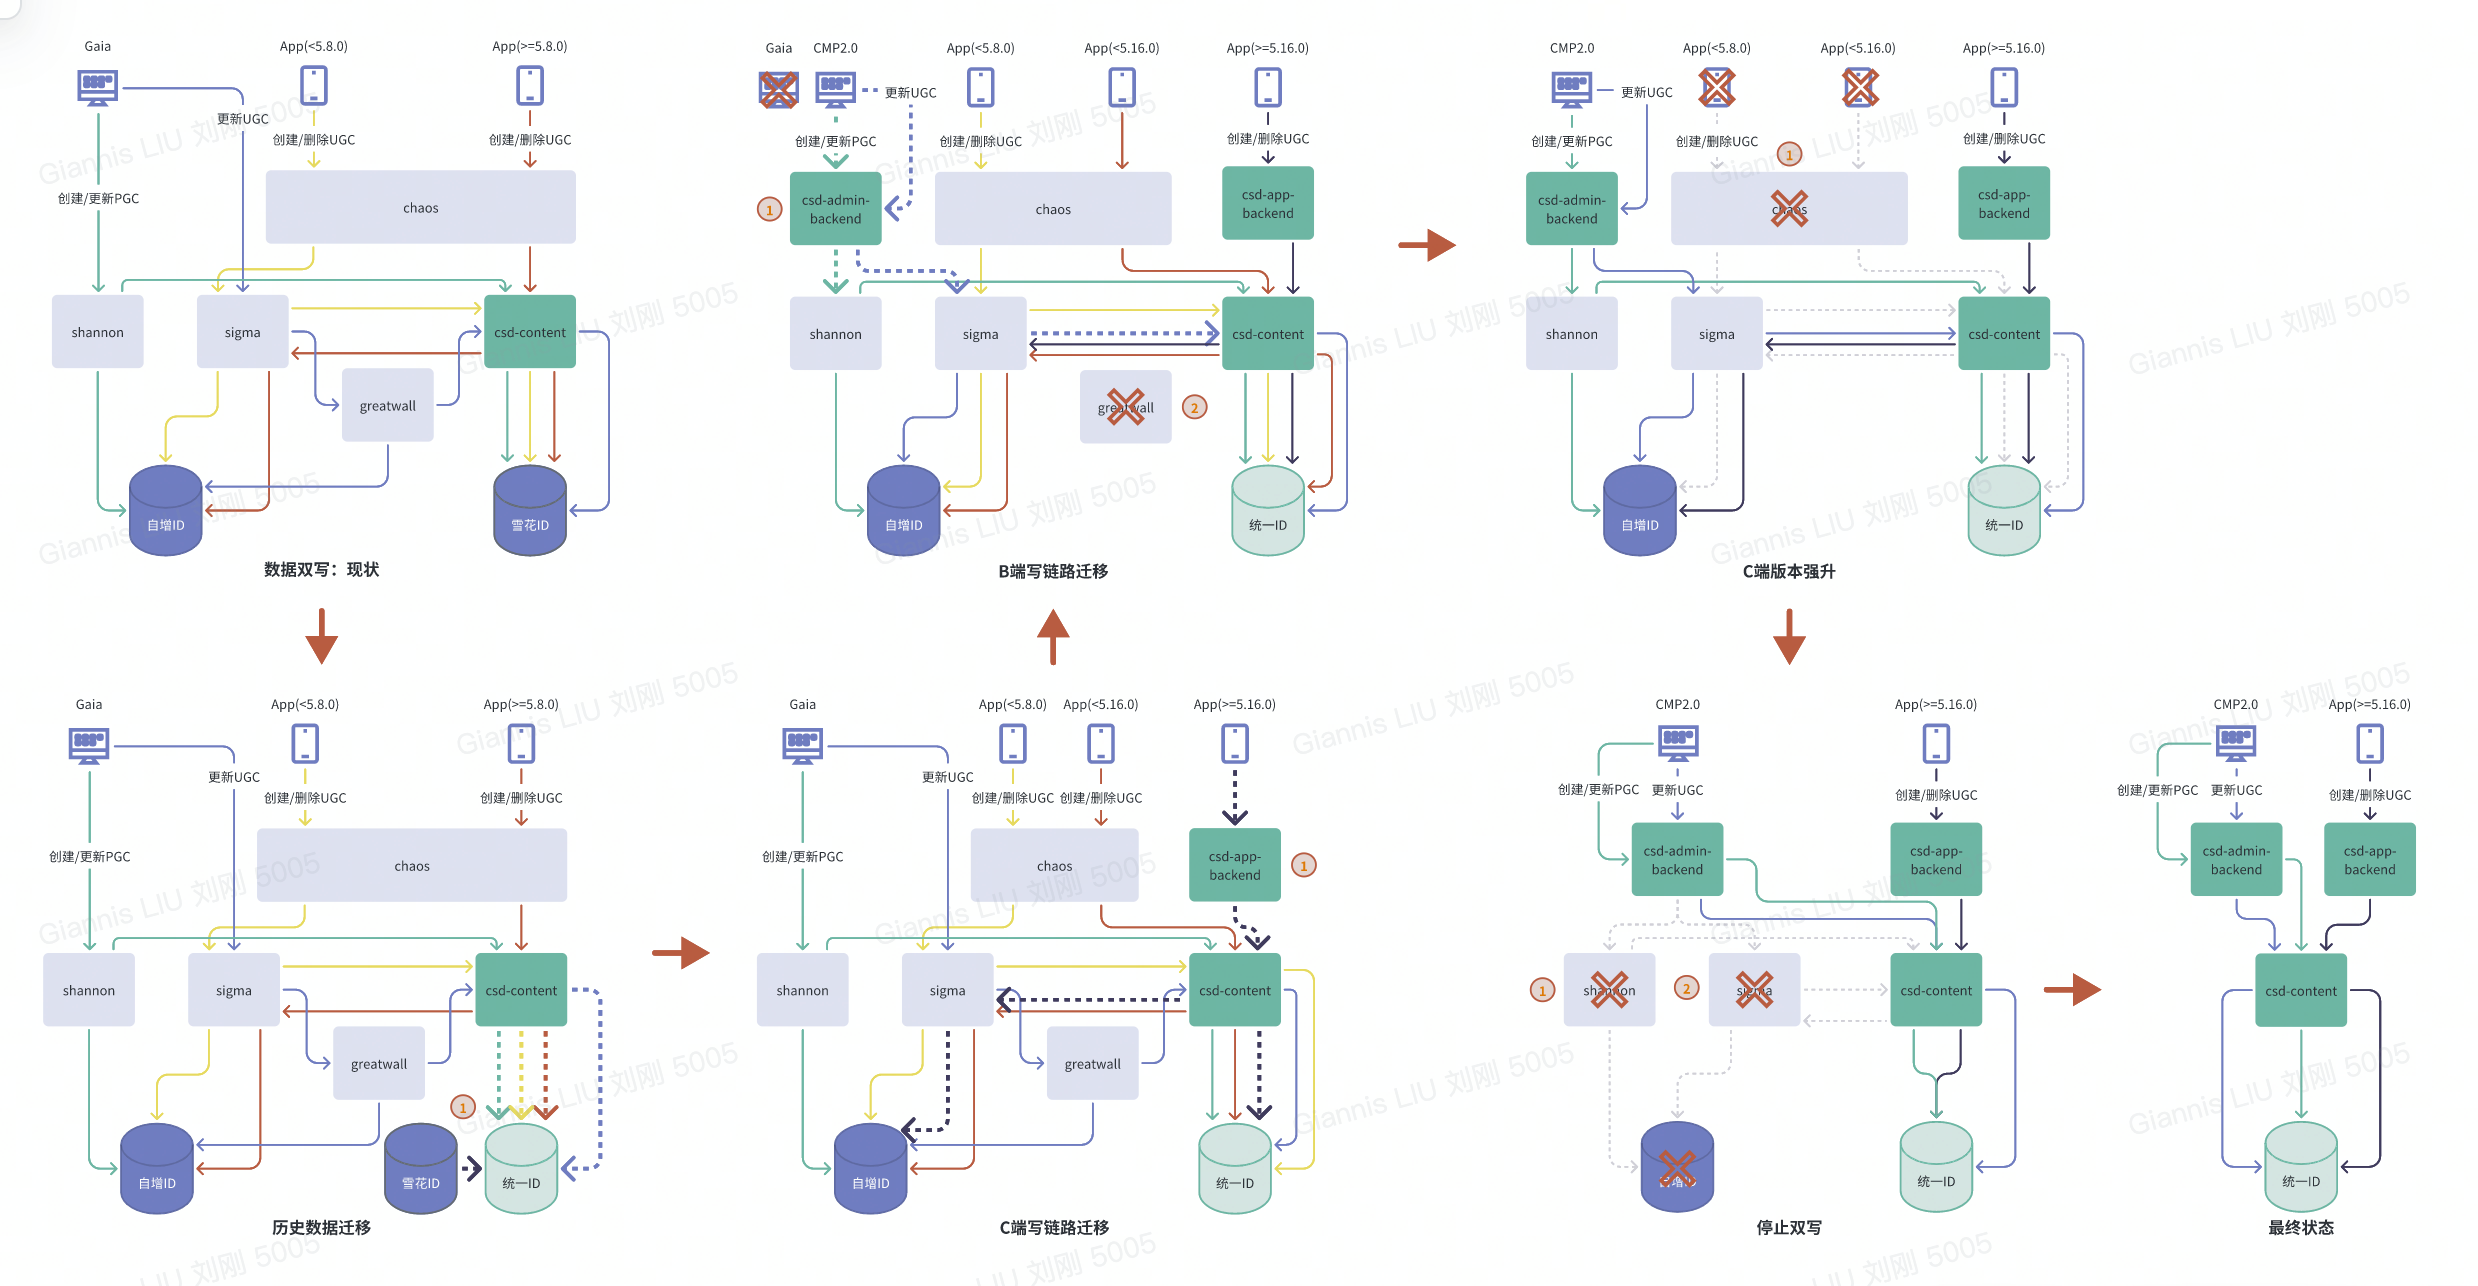 Gaia
App(<5.8.0)
App(>=5.8.0)
更新UGC
创建/删除UGC
创建/删除UGC
创建/更新PGC
chaos
shannon
sigma
csd-content
greatwall
自增ID
雪花ID
数据双写：现状
Gaia
App(<5.8.0)
App(>=5.8.0)
更新UGC
创建/删除UGC
创建/删除UGC
创建/更新PGC
chaos
shannon
sigma
csd-content
greatwall
1
自增ID
雪花ID
统一ID
历史数据迁移
Gaia
App(<5.8.0)
App(<5.16.0)
App(>=5.16.0)
更新UGC
创建/删除UGC
创建/删除UGC
创建/更新PGC
chaos
csd-app-
backend
1
shannon
sigma
csd-content
greatwall
自增ID
统一ID
C端写链路迁移
Gaia
CMP2.0
App(<5.8.0)
App(<5.16.0)
App(>=5.16.0)
更新UGC
创建/更新PGC
创建/删除UGC
创建/删除UGC
1
csd-admin-
backend
chaos
csd-app-
backend
shannon
sigma
csd-content
greatwall
2
自增ID
统一ID
B端写链路迁移
CMP2.0
App(<5.8.0)
App(<5.16.0)
App(>=5.16.0)
更新UGC
创建/更新PGC
创建/删除UGC
创建/删除UGC
1
csd-admin-
backend
chaos
csd-app-
backend
shannon
sigma
csd-content
自增ID
统一ID
C端版本强升
CMP2.0
App(>=5.16.0)
创建/更新PGC
更新UGC
创建/删除UGC
csd-admin-
backend
csd-app-
backend
1
shannon
2
sigma
csd-content
自增ID
统一ID
停止双写
CMP2.0
App(>=5.16.0)
创建/更新PGC
更新UGC
创建/删除UGC
csd-admin-
backend
csd-app-
backend
csd-content
统一ID
最终状态
Giannis LIU 刘刚 5005